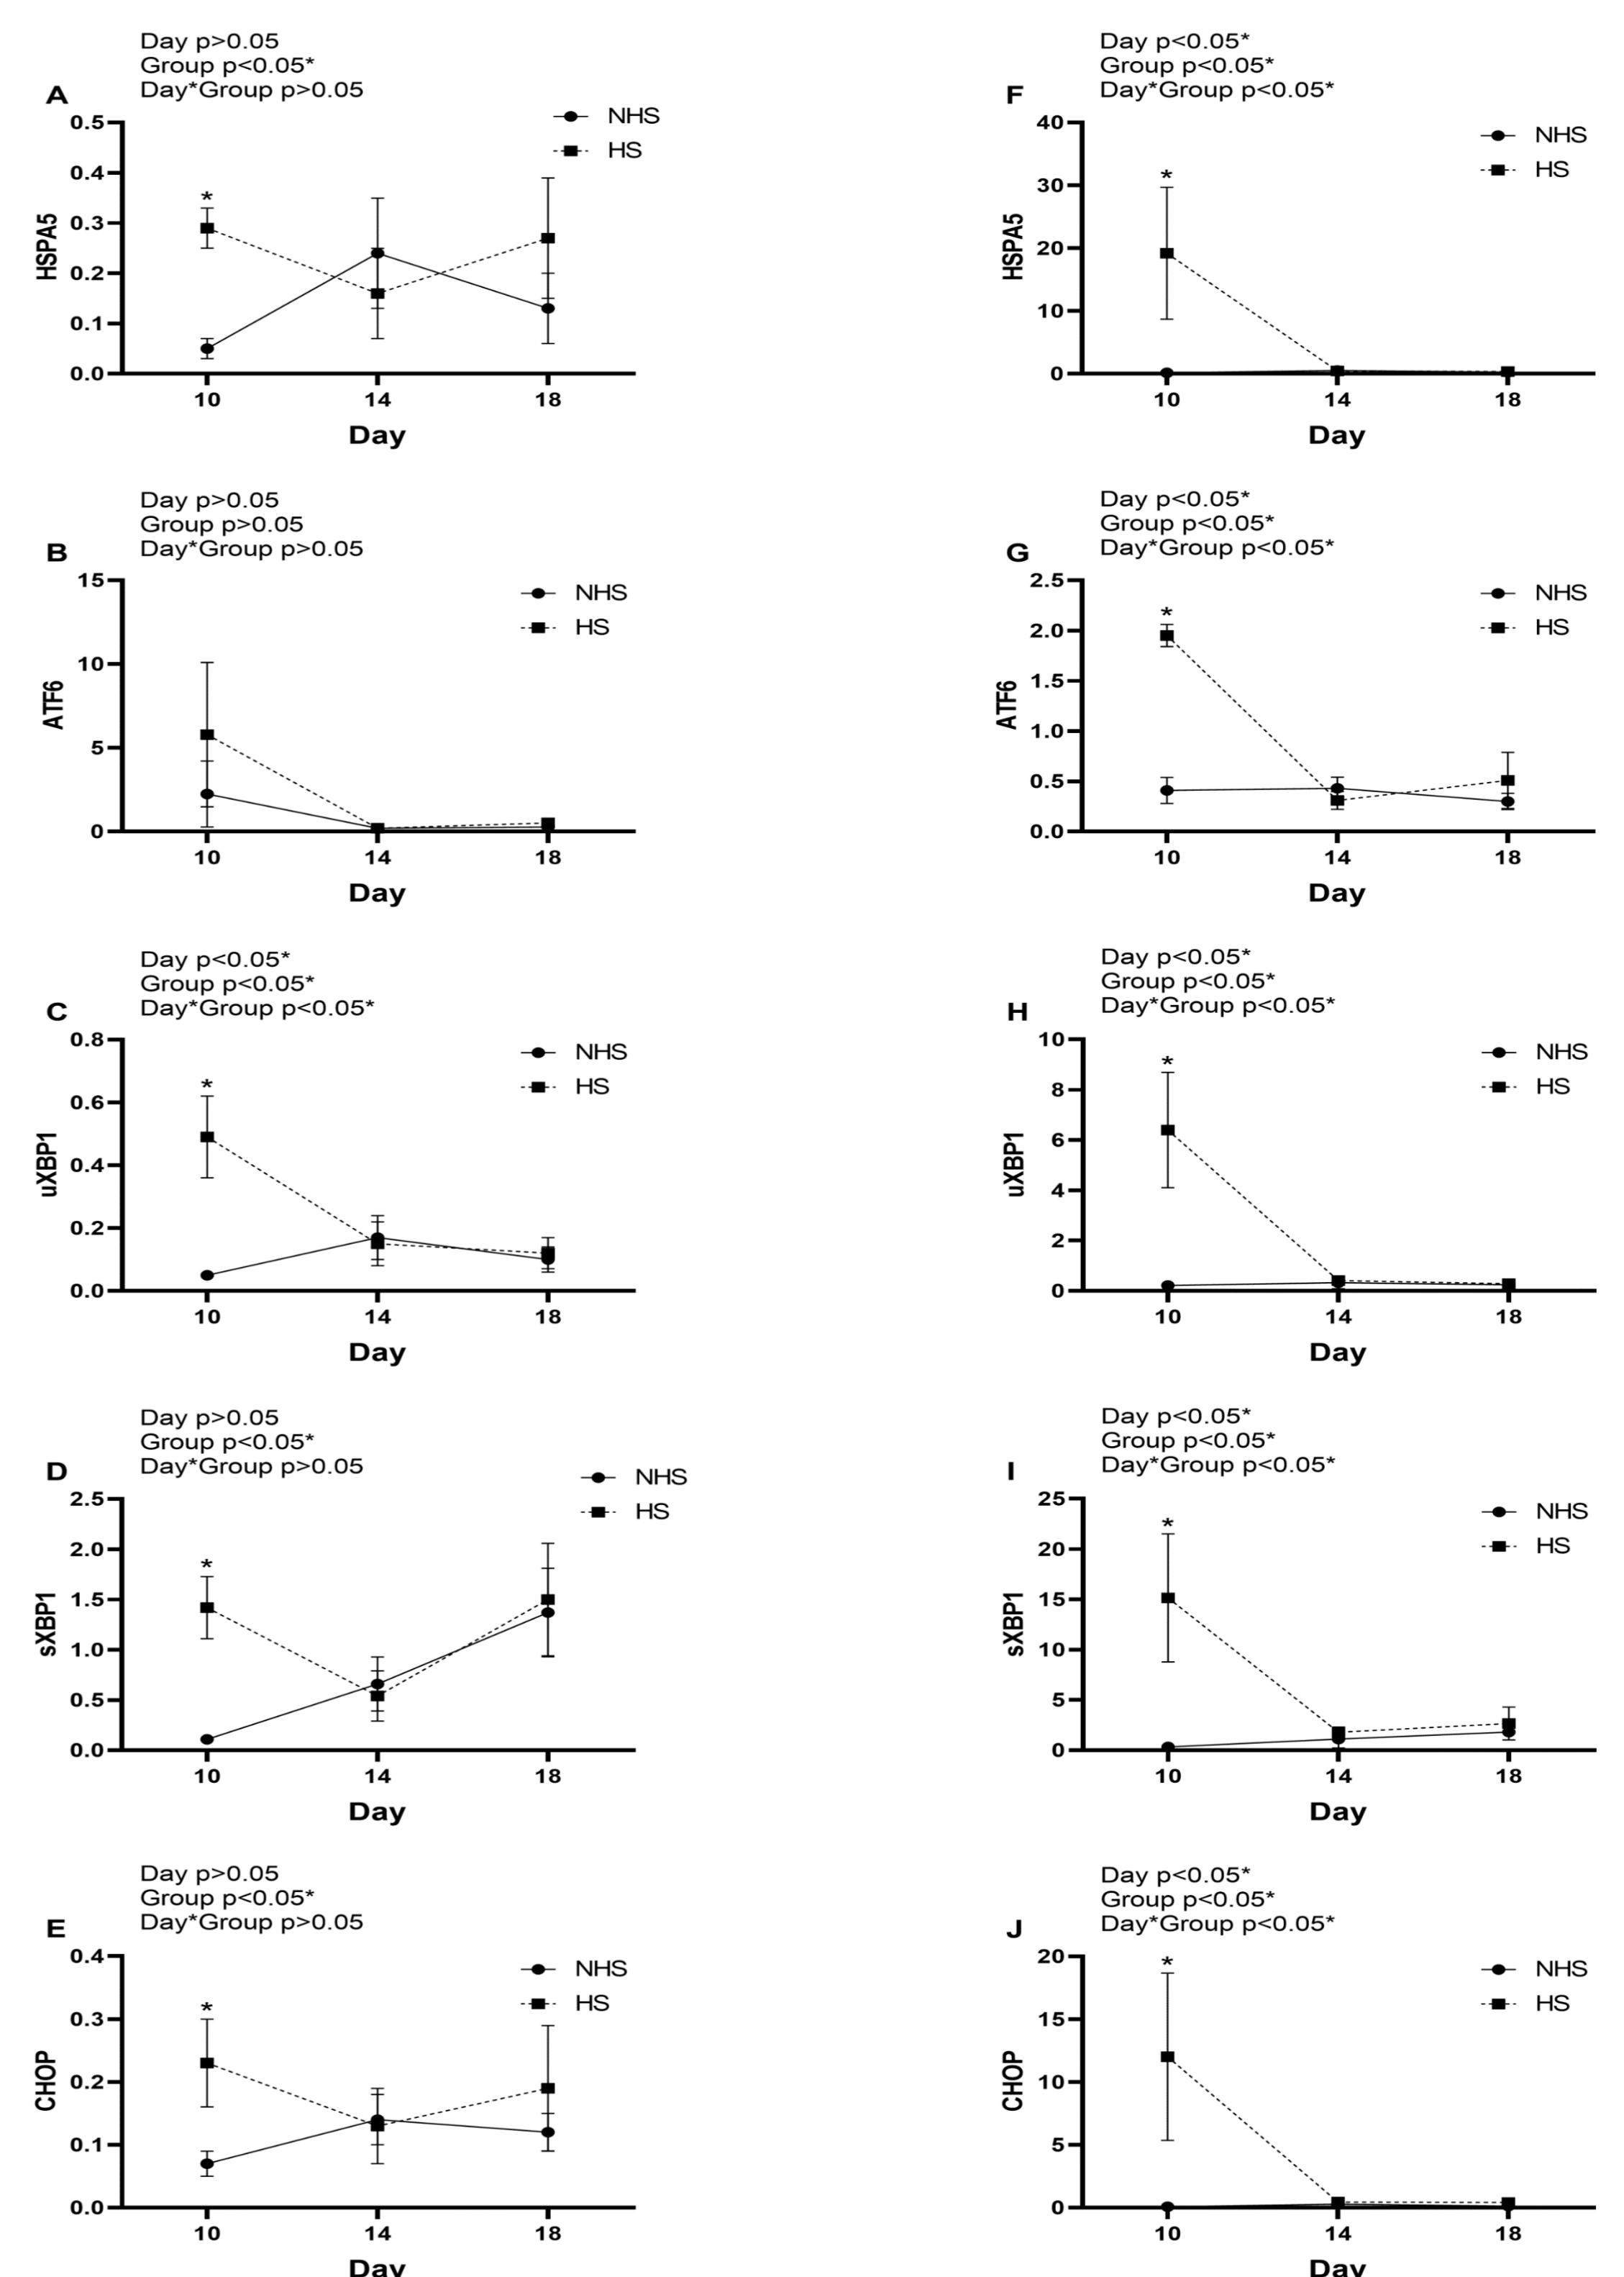 Day p>0.05
Group p<0.05*
Day*Group p>0.05
A
NHS
HS
0.5
0.4
0.3
0.2
0.1
0.0
*
HSPA5
10 14 18
Day
Day p<0.05*
Group p<0.05*
Day*Group p<0.05*
F
NHS
HS
40
30
20
10
0
*
HSPA5
10 14 18
Day
Day p>0.05
Group p>0.05
Day*Group p>0.05
B
NHS
HS
15
10
5
0
ATF6
10 14 18
Day
Day p<0.05*
Group p<0.05*
Day*Group p<0.05*
G
NHS
HS
2.5
2.0
1.5
1.0
0.5
0.0
*
ATF6
10 14 18
Day
Day p<0.05*
Group p<0.05*
Day*Group p<0.05*
C
NHS
HS
0.8
0.6
0.4
0.2
0.0
*
uXBP1
10 14 18
Day
Day p<0.05*
Group p<0.05*
Day*Group p<0.05*
H
NHS
HS
10
8
6
4
2
0
*
uXBP1
10 14 18
Day
Day p>0.05
Group p<0.05*
Day*Group p>0.05
D
NHS
HS
2.5
2.0
1.5
1.0
0.5
0.0
*
sXBP1
10 14 18
Day
Day p<0.05*
Group p<0.05*
Day*Group p<0.05*
I
NHS
HS
25
20
15
10
5
0
*
sXBP1
10 14 18
Day
Day p>0.05
Group p<0.05*
Day*Group p>0.05
E
NHS
HS
0.4
0.3
0.2
0.1
0.0
*
CHOP
10 14 18
Day
Day p<0.05*
Group p<0.05*
Day*Group p<0.05*
J
NHS
HS
20
15
10
5
0
*
CHOP
10 14 18
Day